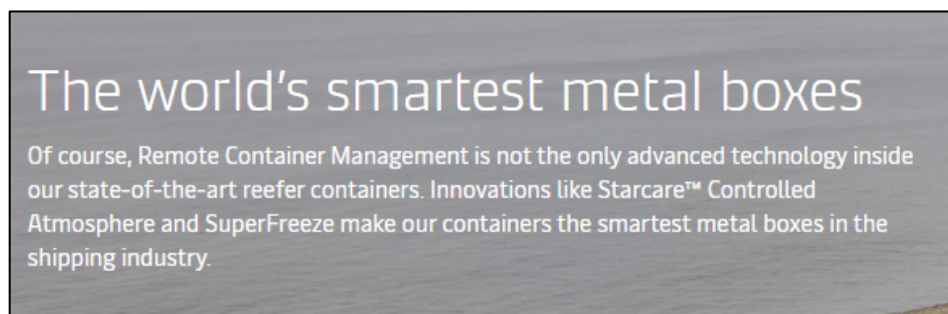 The world's smartest metal boxes
Of course, Remote Container Management is not the only advanced technology inside
our state-of-the-art reefer containers. Innovations like Starcare™ Controlled
Atmosphere and SuperFreeze make our containers the smartest metal boxes in the
shipping industry.